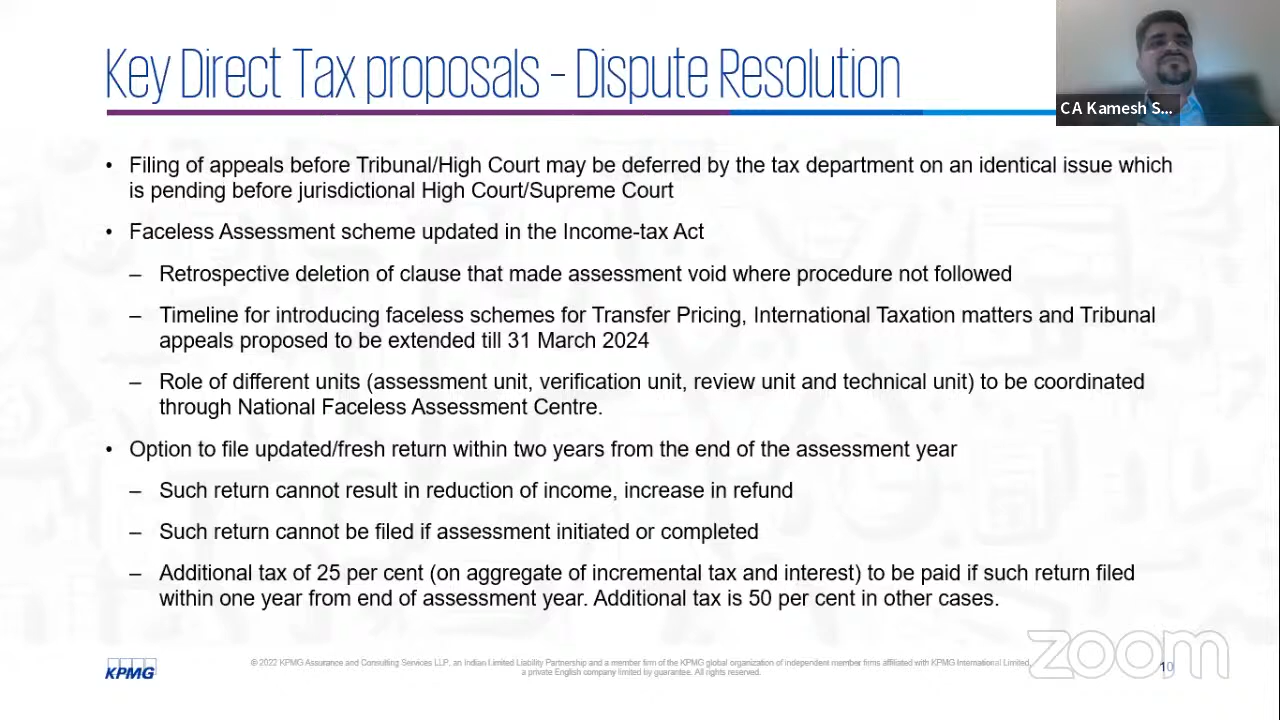 Key Direct Tax proposals - Dispute Resolution
CA Kamesh S...
• Filing of appeals before Tribunal/High Court may be deferred by the tax department on an identical issue which
is pending before jurisdictional High Court/Supreme Court
• Faceless Assessment scheme updated in the Income-tax Act
– Retrospective deletion of clause that made assessment void where procedure not followed
– Timeline for introducing faceless schemes for Transfer Pricing, International Taxation matters and Tribunal
appeals proposed to be extended till 31 March 2024
– Role of different units (assessment unit, verification unit, review unit and technical unit) to be coordinated
through National Faceless Assessment Centre.
• Option to file updated/fresh return within two years from the end of the assessment year
– Such return cannot result in reduction of income, increase in refund
– Such return cannot be filed if assessment initiated or completed
– Additional tax of 25 per cent (on aggregate of incremental tax and interest) to be paid if such return filed
within one year from end of assessment year. Additional tax is 50 per cent in other cases.
KPMG
© 2022 KPMG Assurance and Consulting Services LLP, an Indian Limited Liability Partnership and a member firm of the KPMG global organization of independent member firms affiliated with KPMG International Limited,
a private English company limited by guarantee. All rights reserved.
zoom
10